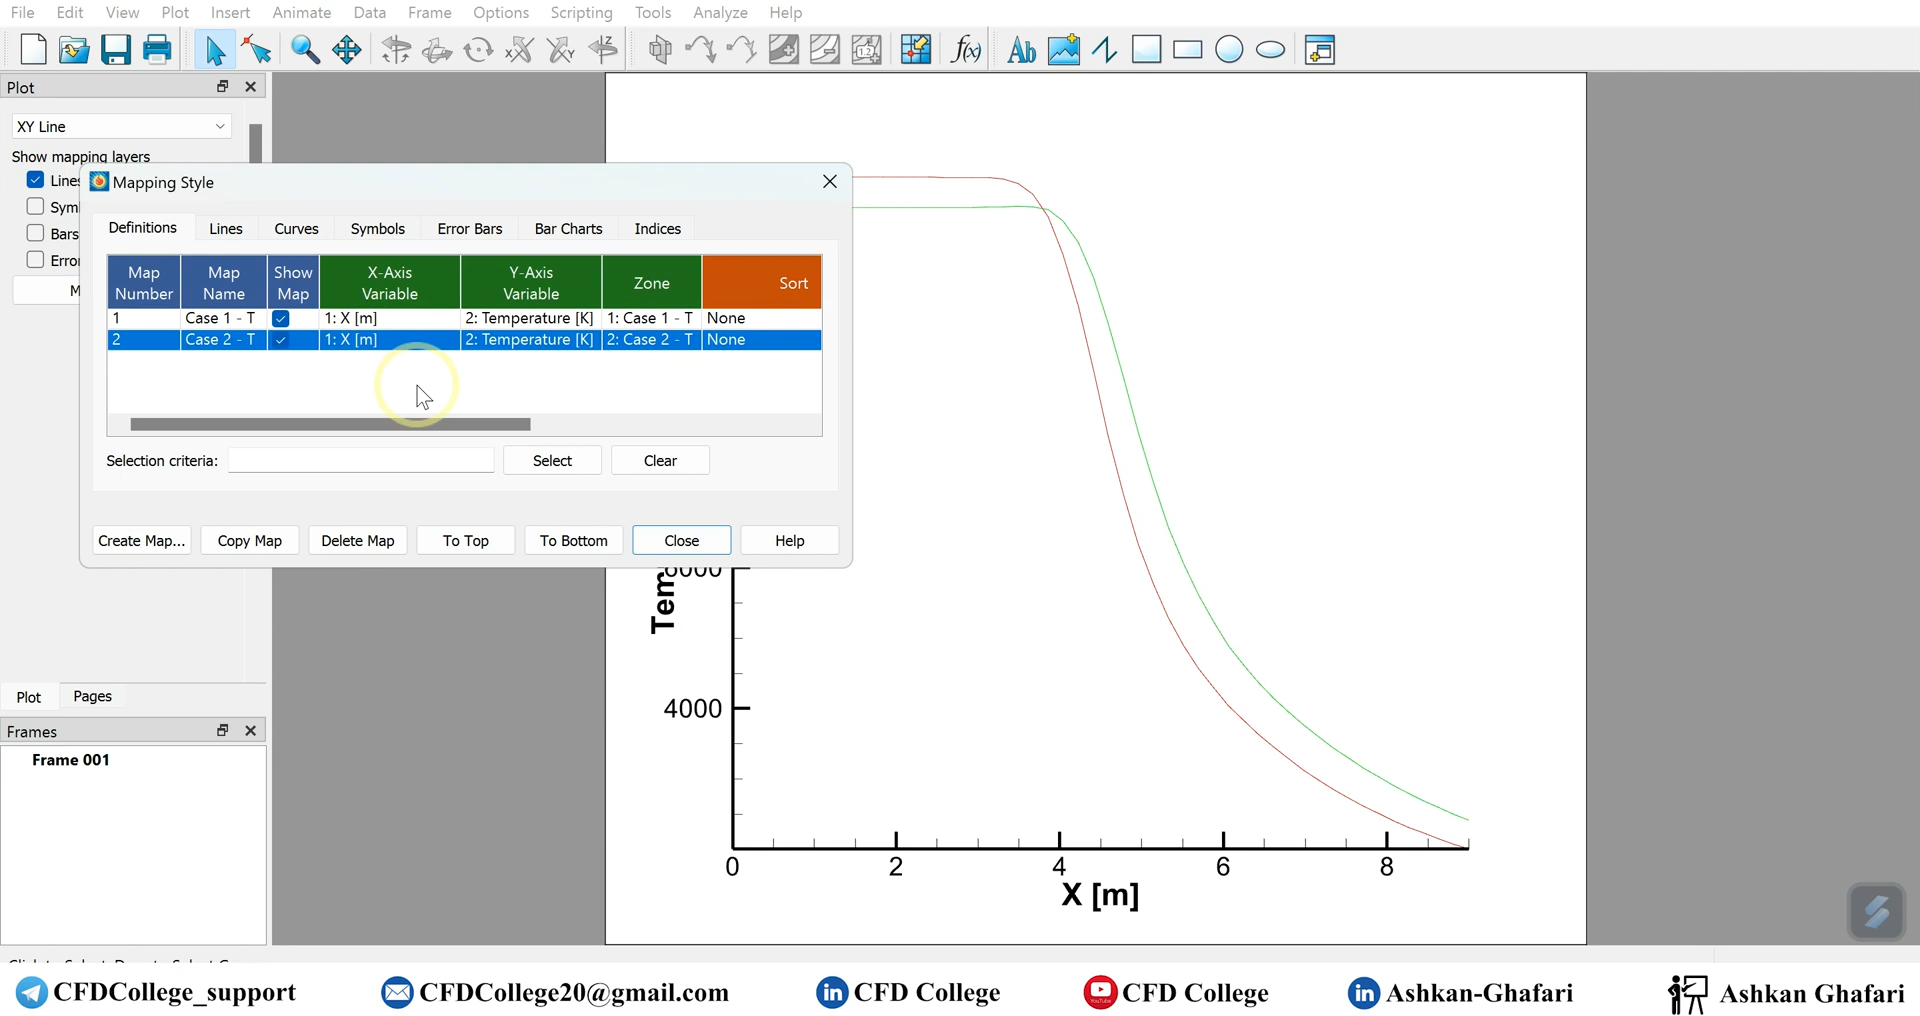 File Edit View Plot Insert Animate Data Frame Options Scripting Tools Analyze Help
Plot
XY Line
Show mapping layers
Lines
Sym
Bars
Erro
M
Mapping Style
Definitions Lines Curves Symbols Error Bars Bar Charts Indices
Map Number Map Name Show Map X-Axis Variable Y-Axis Variable Zone Sort
1 Case 1 - T 1: X [m] 2: Temperature [K] 1: Case 1 - T None
2 Case 2 - T 1: X [m] 2: Temperature [K] 2: Case 2 - T None
Selection criteria: Select Clear
Create Map... Copy Map Delete Map To Top To Bottom Close Help
Tem
4000
0 2 4 6 8
X [m]
Plot Pages
Frames
Frame 001
CFDCollege_support CFDCollege20@gmail.com CFD College CFD College Ashkan-Ghafari Ashkan Ghafari